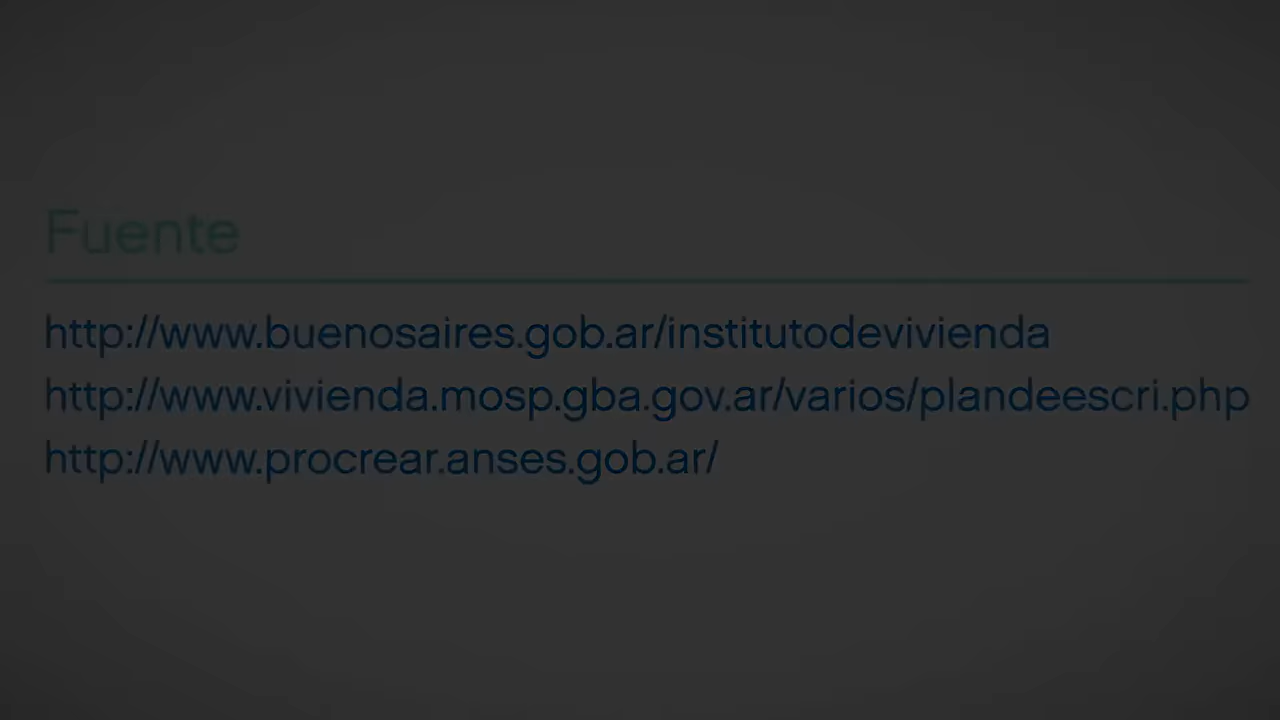 Fuente
http://www.buenosaires.gob.ar/institutodevivienda
http://www.vivienda.mosp.gba.gov.ar/varios/plandeescri.php
http://www.procrear.anses.gob.ar/